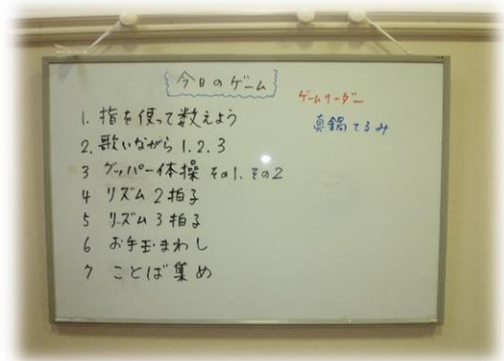 今日のゲーム
ゲームリーダー
真鍋てるみ
1. 指を使って数えよう
2. 歌いながら 1.2.3
3 グッパー体操 その1. その2
4 リズム2拍子
5 リズム3拍子
6 お手玉まわし
7 ことば集め